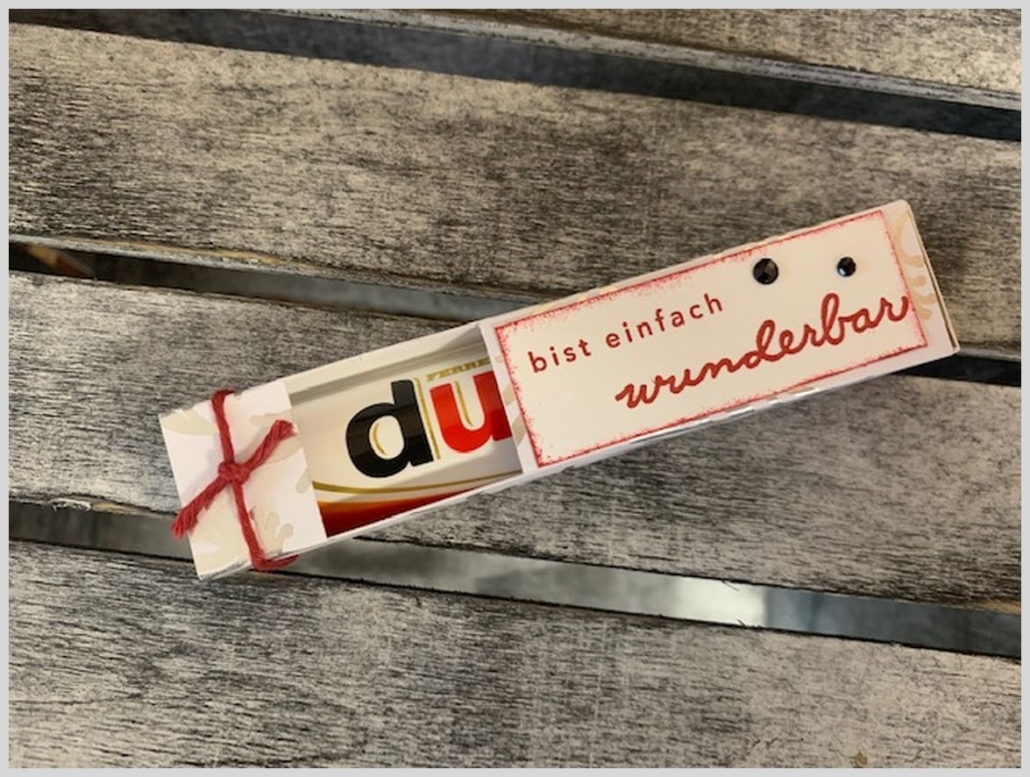 du
bist einfach
wunderbar